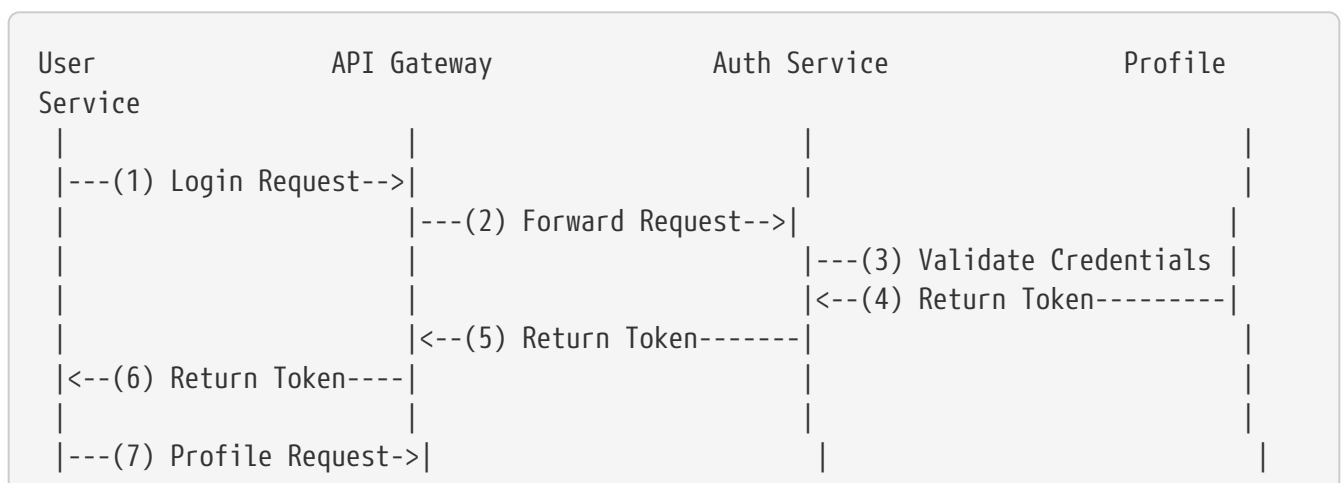 User                 API Gateway                Auth Service                 Profile
Service
 |                         |                            |                               |
 |---(1) Login Request-->|                            |                               |
 |                         |---(2) Forward Request-->|                               |
 |                         |                            |---(3) Validate Credentials |
 |                         |                            |<--(4) Return Token---------|
 |                         |<--(5) Return Token-------|                               |
 |<--(6) Return Token----|                            |                               |
 |                         |                            |                               |
 |---(7) Profile Request->|                            |                               |